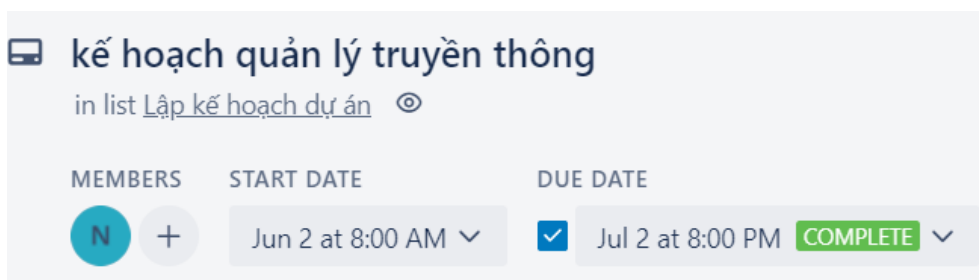 kế hoạch quản lý truyền thông
in list Lập kế hoạch dự án
MEMBERS START DATE DUE DATE
N + Jun 2 at 8:00 AM Jul 2 at 8:00 PM COMPLETE